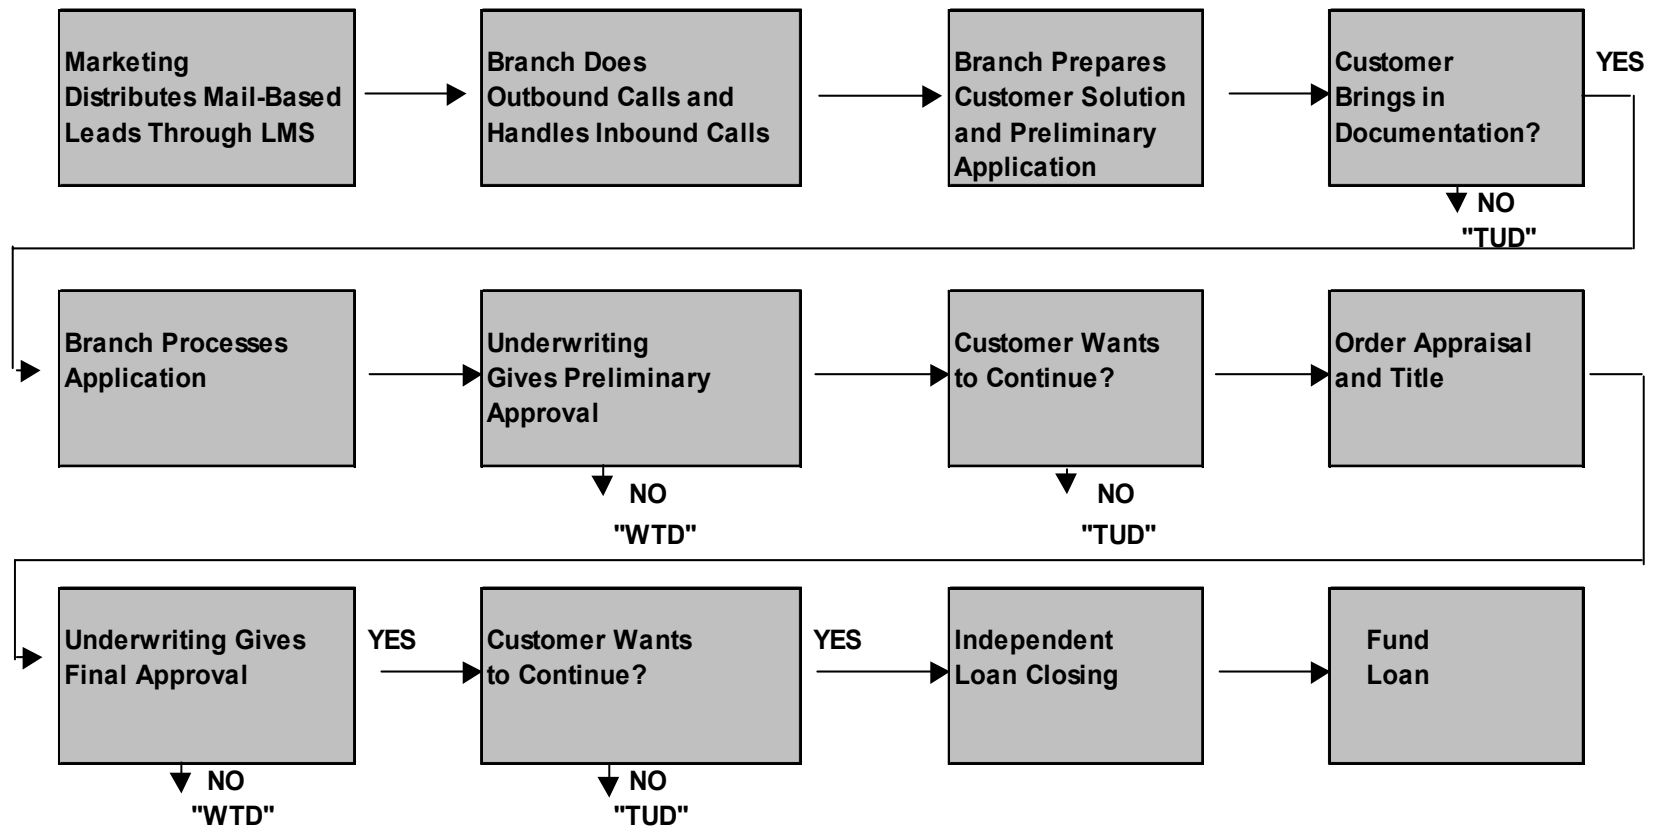 Marketing
Distributes Mail-Based
Leads Through LMS
Branch Does
Outbound Calls and
Handles Inbound Calls
Branch Prepares
Customer Solution
and Preliminary
Application
Customer
Brings in
Documentation?
YES
NO
"TUD"
Branch Processes
Application
Underwriting
Gives Preliminary
Approval
NO
"WTD"
Customer Wants
to Continue?
NO
"TUD"
Order Appraisal
and Title
Underwriting Gives
Final Approval
YES
NO
"WTD"
Customer Wants
to Continue?
YES
NO
"TUD"
Independent
Loan Closing
Fund
Loan